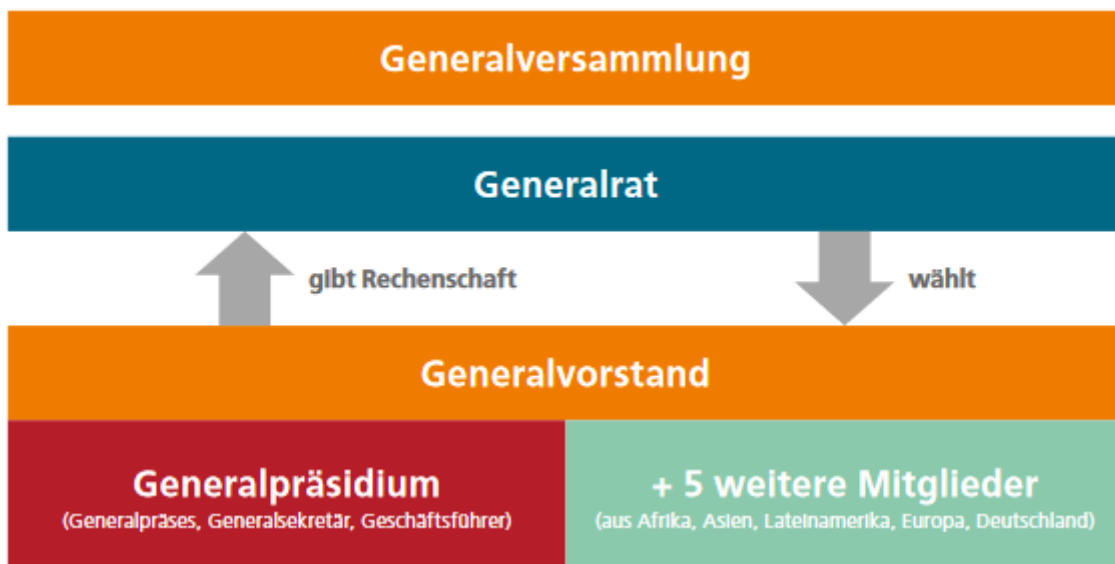 Generalversammlung
Generalrat
gibt Rechenschaft
wählt
Generalvorstand
Generalpräsidium
(Generalpräses, Generalsekretär, Geschäftsführer)
+ 5 weitere Mitglieder
(aus Afrika, Asien, Lateinamerika, Europa, Deutschland)